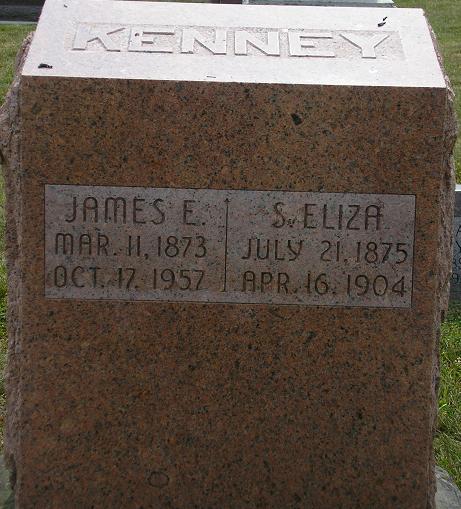 KENNEY
JAMES E.
MAR. 11, 1873
OCT. 17. 1957
S. ELIZA
JULY 21, 1875
APR. 16. 1904